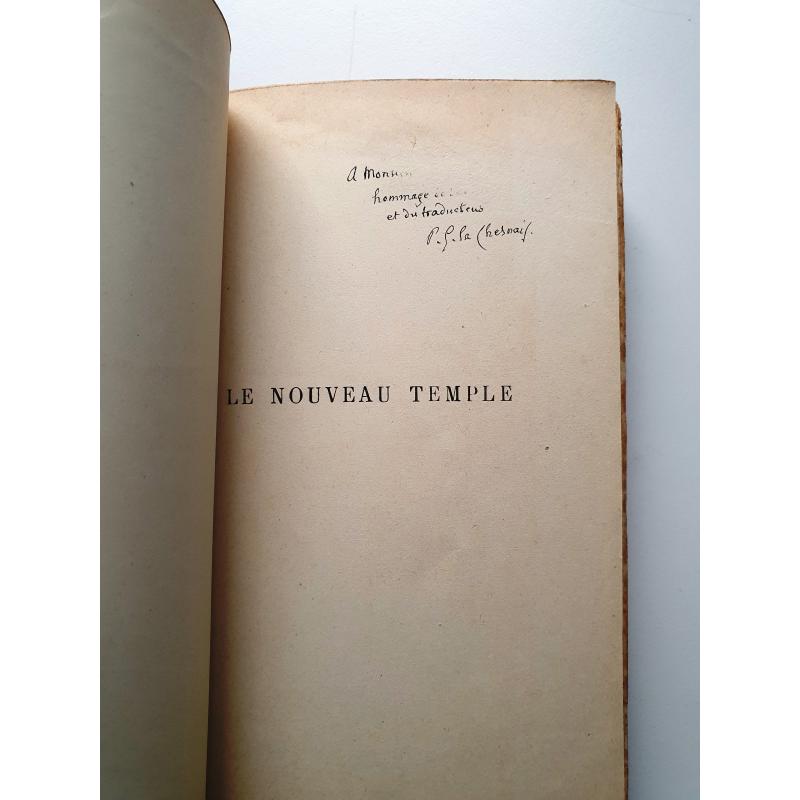 A Monsieur
hommage
et du traducteur
P. G. La Chesnais.
LE NOUVEAU TEMPLE